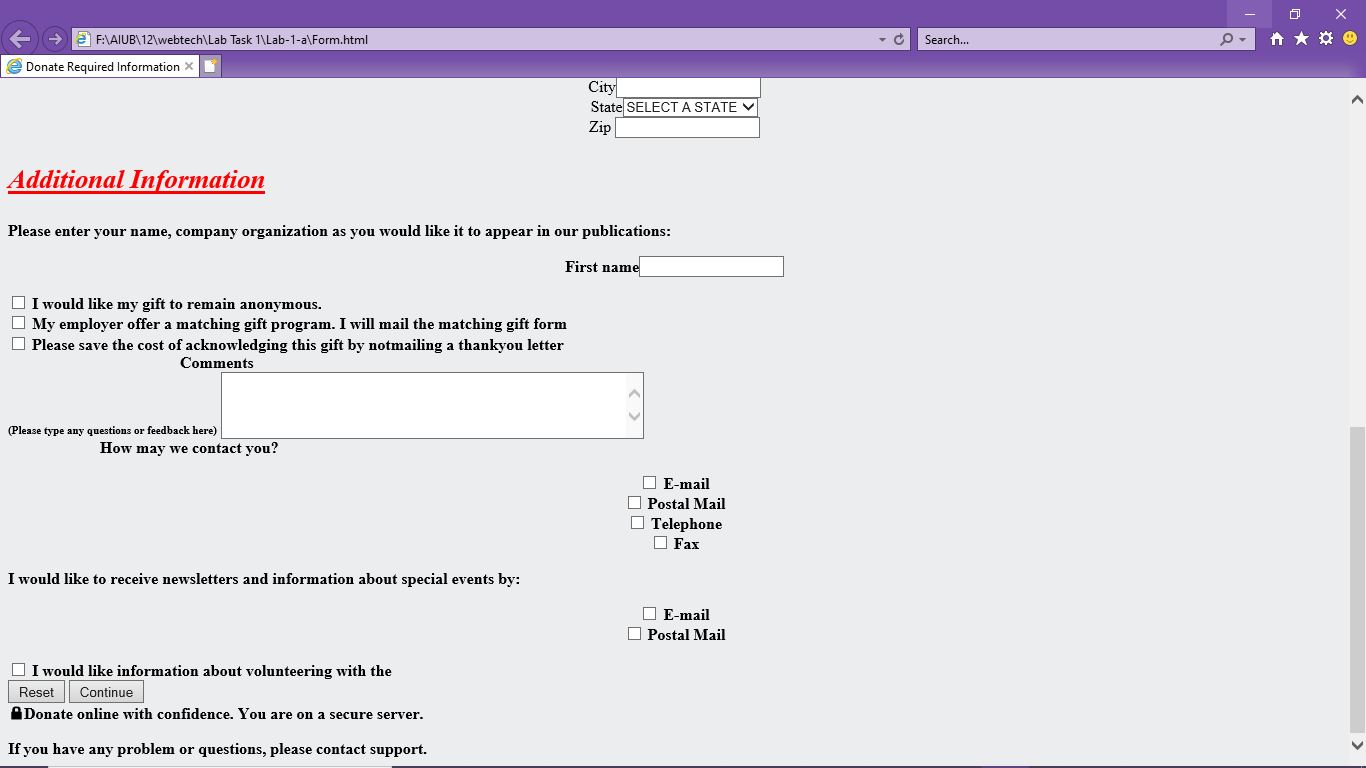 F:\AIUB\12\webtech\Lab Task 1\Lab-1-a\Form.html
Search...
Donate Required Information
City
State SELECT A STATE
Zip
Additional Information
Please enter your name, company organization as you would like it to appear in our publications:
First name
I would like my gift to remain anonymous.
My employer offer a matching gift program. I will mail the matching gift form
Please save the cost of acknowledging this gift by notmailing a thankyou letter
Comments
(Please type any questions or feedback here)
How may we contact you?
E-mail
Postal Mail
Telephone
Fax
I would like to receive newsletters and information about special events by:
E-mail
Postal Mail
I would like information about volunteering with the
Reset Continue
Donate online with confidence. You are on a secure server.
If you have any problem or questions, please contact support.